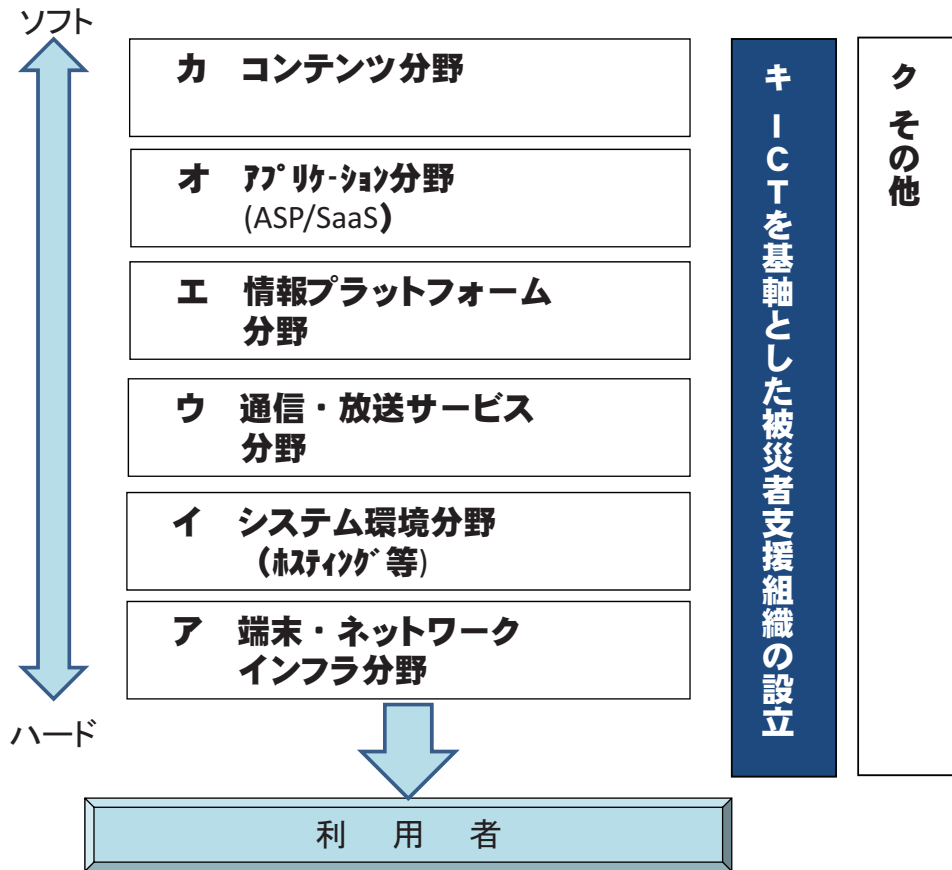 ソフト
カ コンテンツ分野
オ ｱﾌﾟﾘｹ-ｼｮﾝ分野
(ASP/SaaS)
エ 情報プラットフォーム
分野
ウ 通信・放送サービス
分野
イ システム環境分野
(ﾎｽﾃｨﾝｸﾞ等)
ア 端末・ネットワーク
インフラ分野
ハード
キ ICTを基軸とした被災者支援組織の設立
ク その他
利 用 者